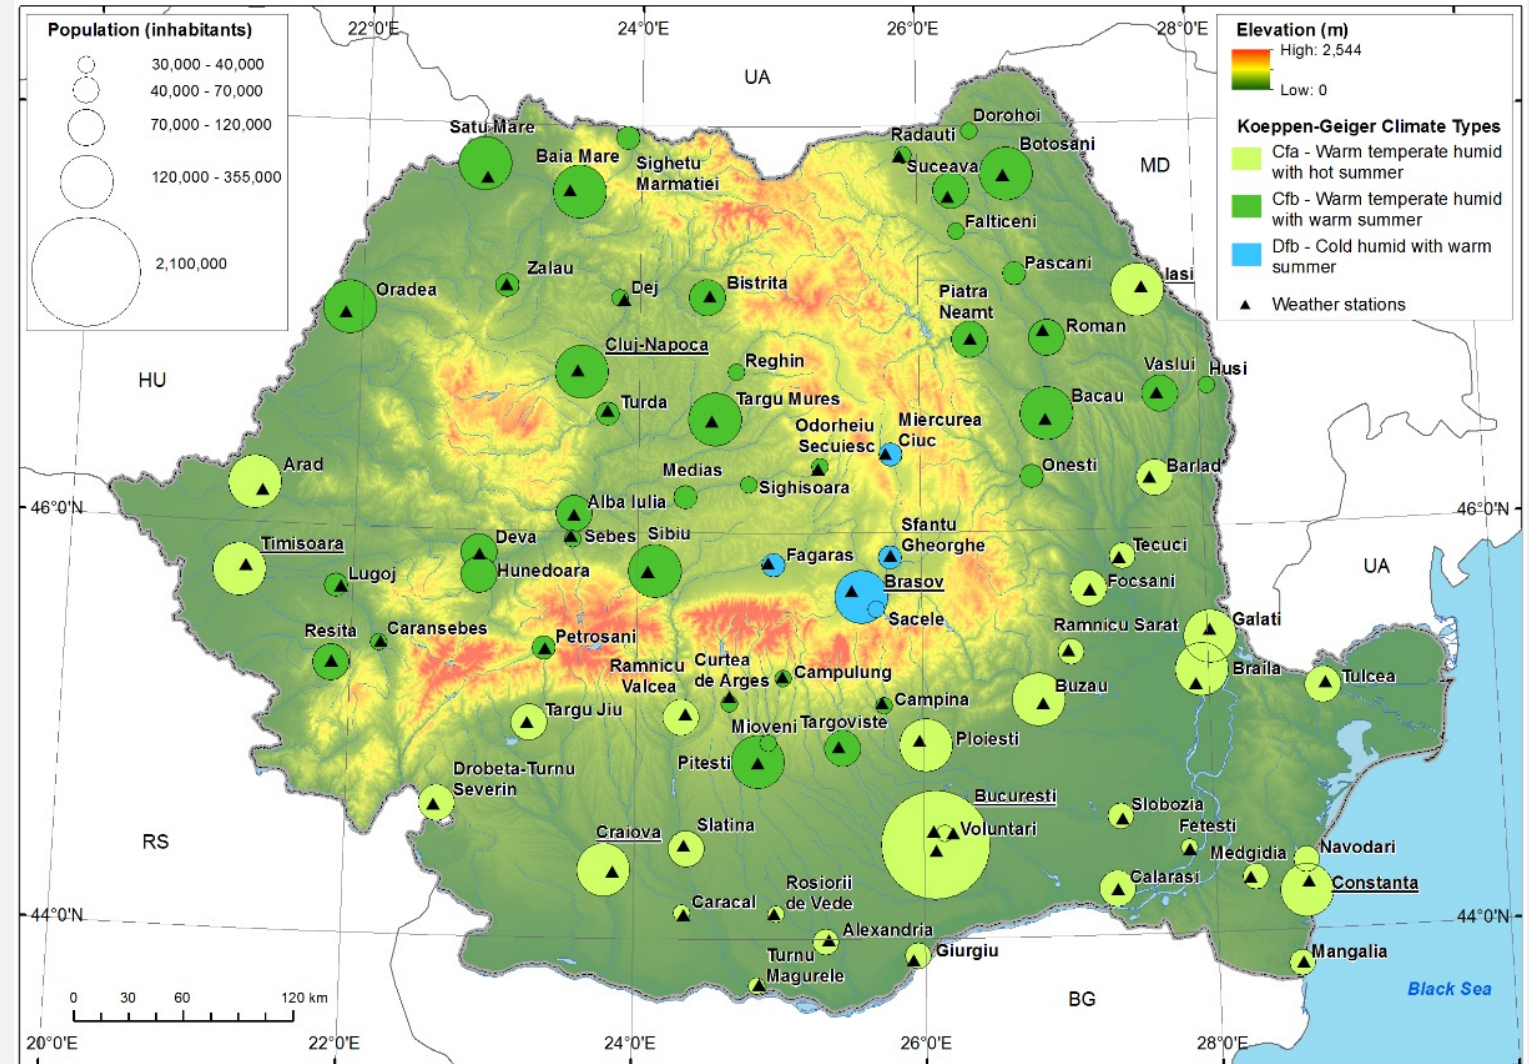 Population (inhabitants)
30,000 - 40,000
40,000 - 70,000
70,000 - 120,000
120,000 - 355,000
2,100,000
22°0'E
24°0'E
26°0'E
28°0'E
Elevation (m)
High: 2,544
Low: 0
Koeppen-Geiger Climate Types
Cfa - Warm temperate humid
with hot summer
Cfb - Warm temperate humid
with warm summer
Dfb - Cold humid with warm
summer
Weather stations
UA
MD
HU
UA
RS
BG
Black Sea
Satu Mare
Baia Mare
Sighetu
Marmatiei
Radauti
Dorohoi
Botosani
Suceava
Falticeni
Pascani
Iasi
Zalau
Dej
Bistrita
Oradea
Piatra
Neamt
Roman
Cluj-Napoca
Reghin
Vaslui
Husi
Turda
Targu Mures
Bacau
Odorheiu
Secuiesc
Miercurea
Ciuc
Arad
Medias
Sighisoara
Onesti
Barlad
46°0'N
46°0'N
Alba Iulia
Sebes
Sibiu
Deva
Hunedoara
Timisoara
Lugoj
Fagaras
Sfantu
Gheorghe
Brasov
Sacele
Tecuci
Focsani
Galati
Resita
Caransebes
Petrosani
Ramnicu
Valcea
Curtea
de Arges
Campulung
Ramnicu Sarat
Braila
Tulcea
Targu Jiu
Mioveni
Targoviste
Campina
Buzau
Ploiesti
Pitesti
Drobeta-Turnu
Severin
Bucuresti
Voluntari
Slobozia
Fetesti
Craiova
Slatina
Medgidia
Navodari
Calarasi
Constanta
Caracal
Rosiorii
de Vede
Alexandria
Giurgiu
Turnu
Magurele
Mangalia
44°0'N
44°0'N
0 30 60 120 km
20°0'E
22°0'E
24°0'E
26°0'E
28°0'E